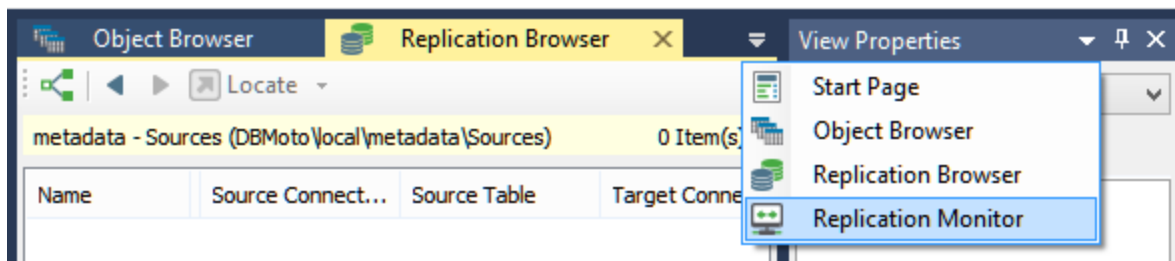 Object Browser Replication Browser View Properties
Locate
metadata - Sources (DBMoto\local\metadata\Sources) 0 Item(s)
Name Source Connect... Source Table Target Conne
Start Page
Object Browser
Replication Browser
Replication Monitor